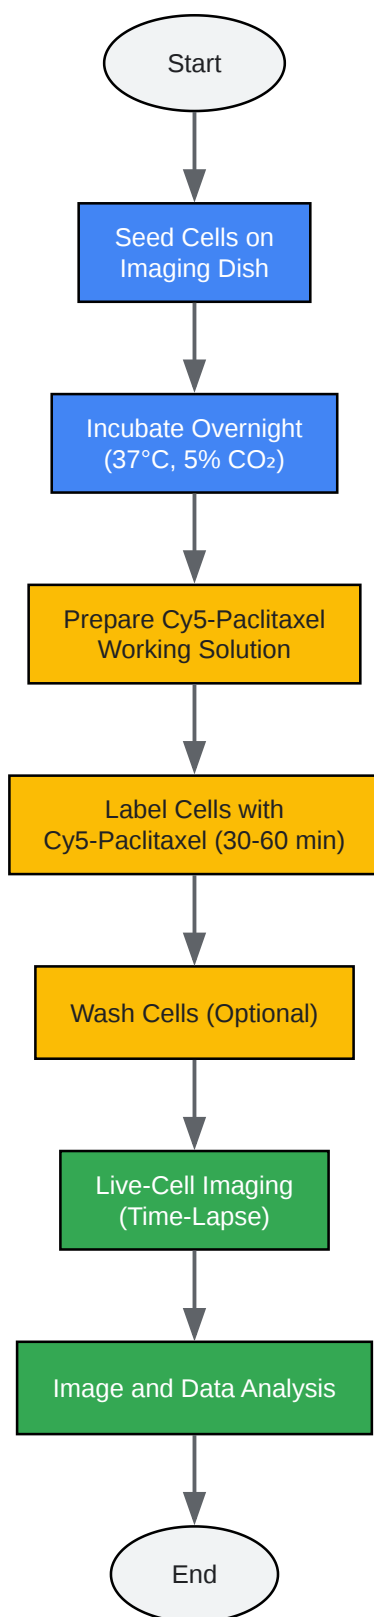 Start
Seed Cells on
Imaging Dish
Incubate Overnight
(37°C, 5% CO₂)
Prepare Cy5-Paclitaxel
Working Solution
Label Cells with
Cy5-Paclitaxel (30-60 min)
Wash Cells (Optional)
Live-Cell Imaging
(Time-Lapse)
Image and Data Analysis
End